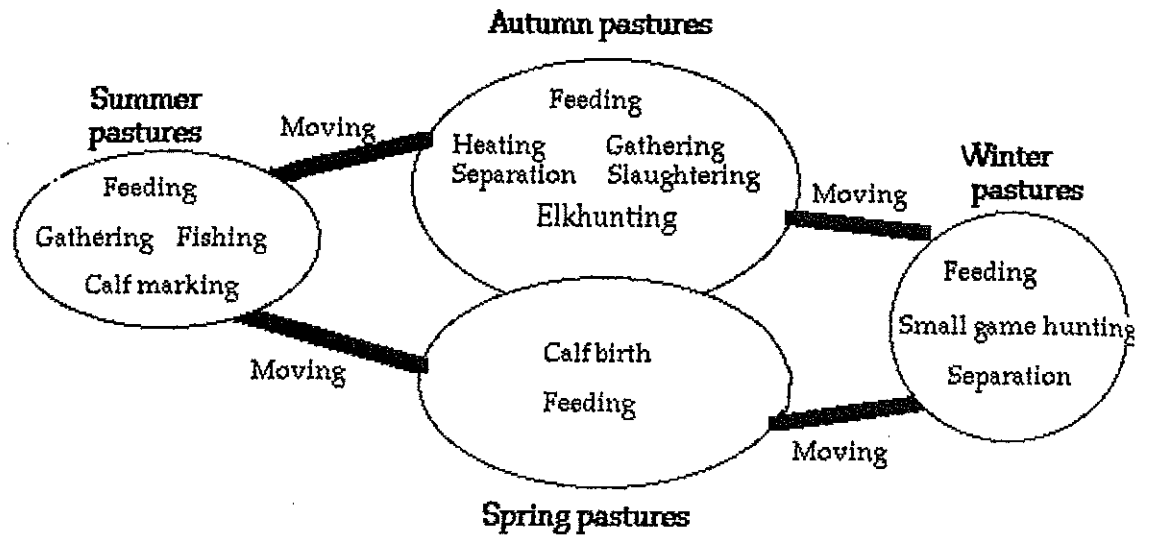 Autumn pastures
Summer
pastures
Moving
Feeding
Heating Gathering
Separation Slaughtering
Elkhunting
Winter
pastures
Moving
Feeding
Gathering Fishing
Calf marking
Feeding
Small game hunting
Separation
Moving
Calf birth
Feeding
Moving
Spring pastures